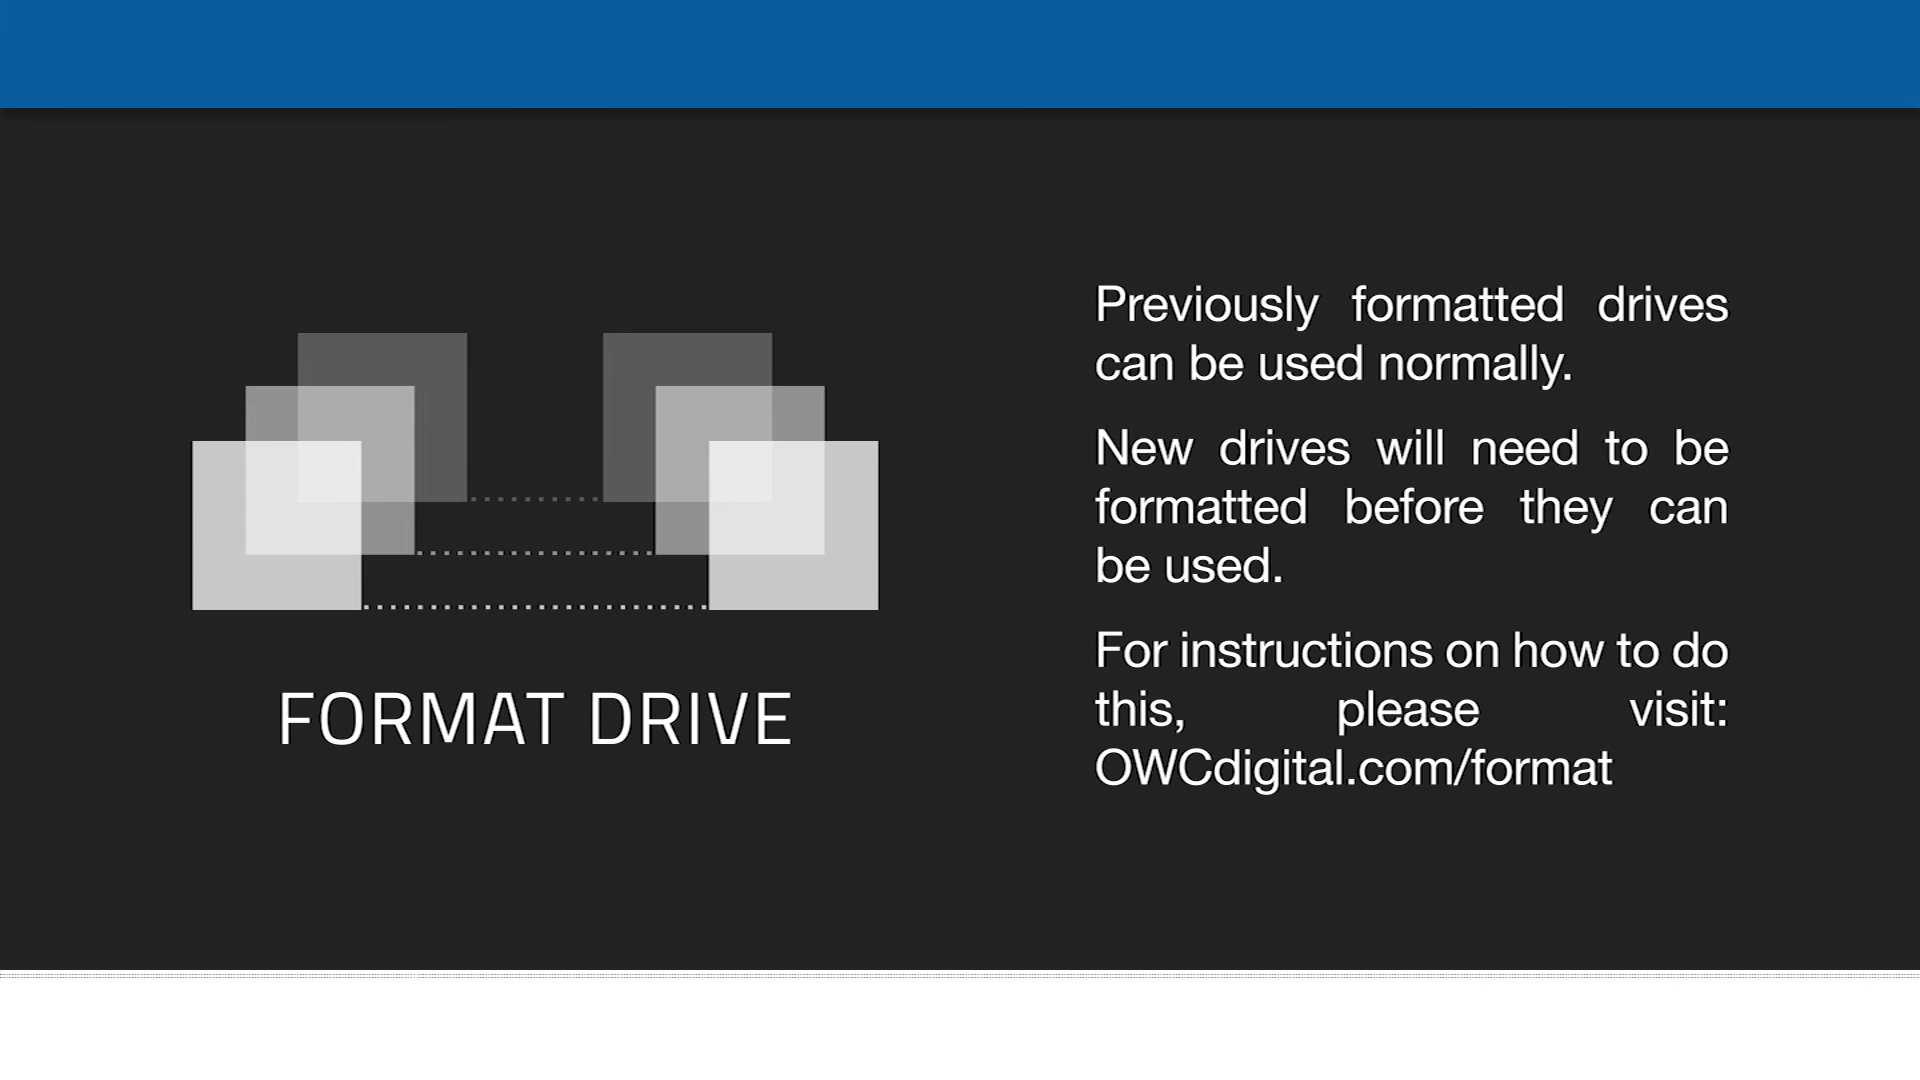 Previously formatted drives
can be used normally.
New drives will need to be
formatted before they can
be used.
For instructions on how to do
this, please visit:
OWCdigital.com/format
FORMAT DRIVE